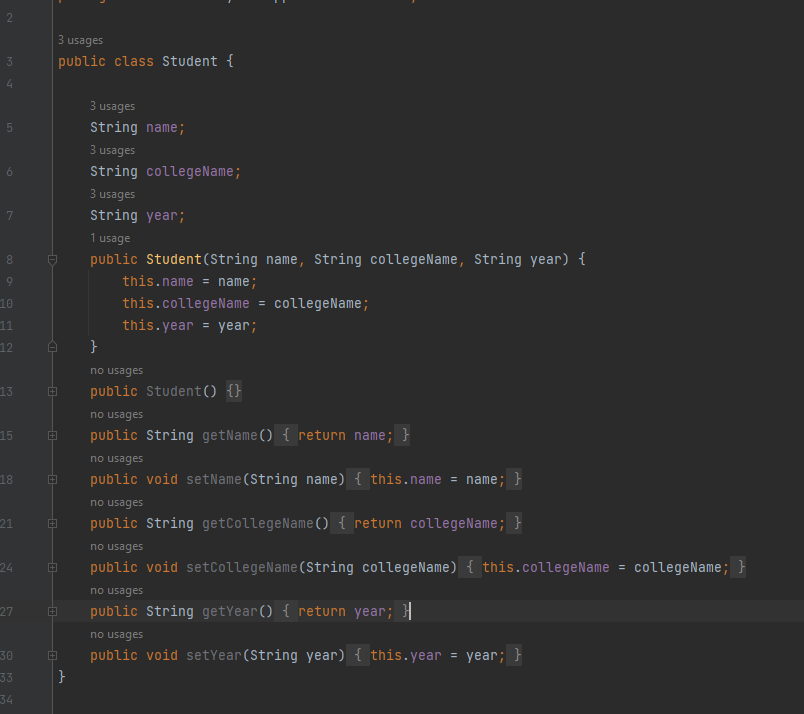 2
3 usages
3 public class Student {
4
3 usages
5 String name;
3 usages
6 String collegeName;
3 usages
7 String year;
1 usage
8 public Student(String name, String collegeName, String year) {
9 this.name = name;
10 this.collegeName = collegeName;
11 this.year = year;
12 }
no usages
13 public Student() {}
no usages
15 public String getName() { return name; }
no usages
18 public void setName(String name) { this.name = name; }
no usages
21 public String getCollegeName() { return collegeName; }
no usages
24 public void setCollegeName(String collegeName) { this.collegeName = collegeName; }
no usages
27 public String getYear() { return year; }
no usages
30 public void setYear(String year) { this.year = year; }
33 }
34